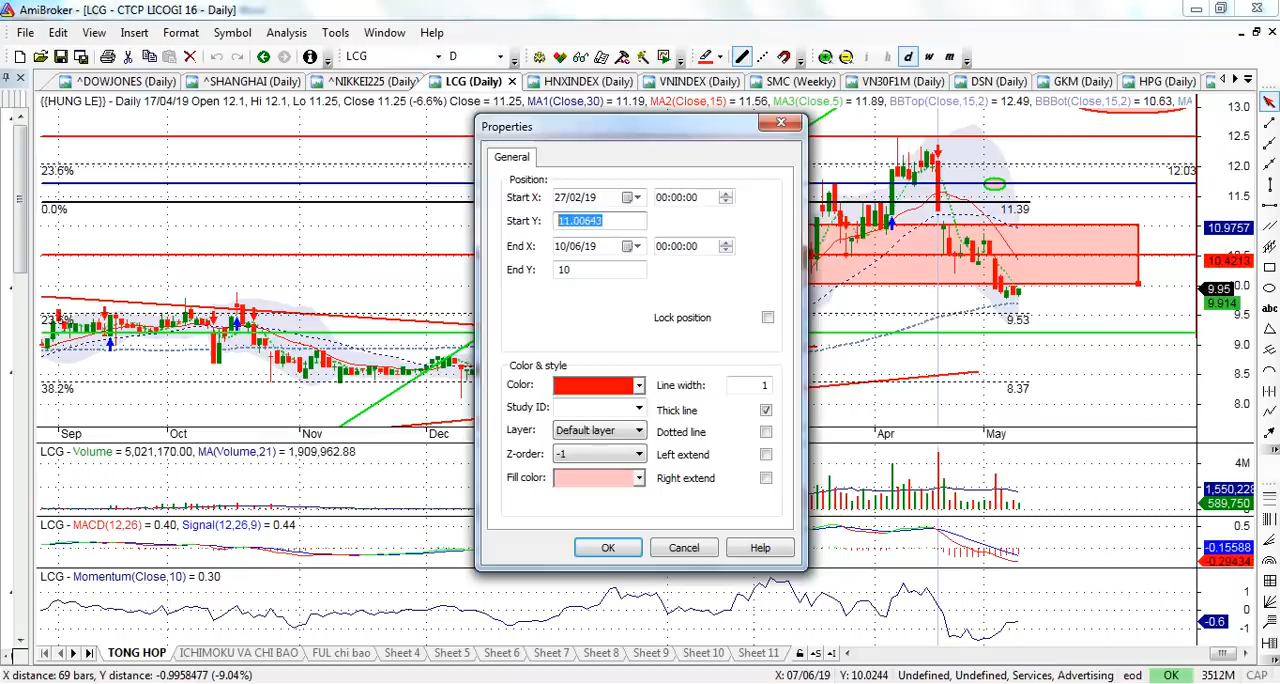 AmiBroker - [LCG - CTCP LICOGI 16 - Daily]
File Edit View Insert Format Symbol Analysis Tools Window Help
LCG D i h d w m
^DOWJONES (Daily) ^SHANGHAI (Daily) ^NIKKEI225 (Daily) LCG (Daily) HNXINDEX (Daily) VNINDEX (Daily) SMC (Weekly) VN30F1M (Daily) DSN (Daily) GKM (Daily) HPG (Daily)
{{HUNG LE}} - Daily 17/04/19 Open 12.1, Hi 12.1, Lo 11.25, Close 11.25 (-6.6%) Close = 11.25, MA1(Close,30) = 11.19, MA2(Close,15) = 11.56, MA3(Close,5) = 11.89, BBTop(Close,15,2) = 12.49, BBBot(Close,15,2) = 10.63, MA
13.0
12.5
12.0
11.5
10.9757
10.4213
9.95
9.914
9.5
9.0
8.5
8.0
23.6%
0.0%
38.2%
12.03
11.39
9.53
8.37
Sep Oct Nov Dec Apr May
Properties
General
Position:
Start X: 27/02/19 00:00:00
Start Y: 11.00643
End X: 10/06/19 00:00:00
End Y: 10
Lock position
Color & style
Color: Line width: 1
Study ID: Thick line
Layer: Default layer Dotted line
Z-order: -1 Left extend
Fill color: Right extend
OK Cancel Help
abc
LCG - Volume = 5,021,170.00, MA(Volume,21) = 1,909,962.88
4M
1,550,228
589,750
LCG - MACD(12,26) = 0.40, Signal(12,26,9) = 0.44
0.5
-0.15588
-0.29434
LCG - Momentum(Close,10) = 0.30
1
0
-0.6
TONG HOP ICHIMOKU VA CHI BAO FUL chi bao Sheet 4 Sheet 5 Sheet 6 Sheet 7 Sheet 8 Sheet 9 Sheet 10 Sheet 11
X distance: 69 bars, Y distance: -0.9958477 (-9.04%) X: 07/06/19 Y: 10.0244 Undefined, Undefined, Services, Advertising eod OK 3512M CAP